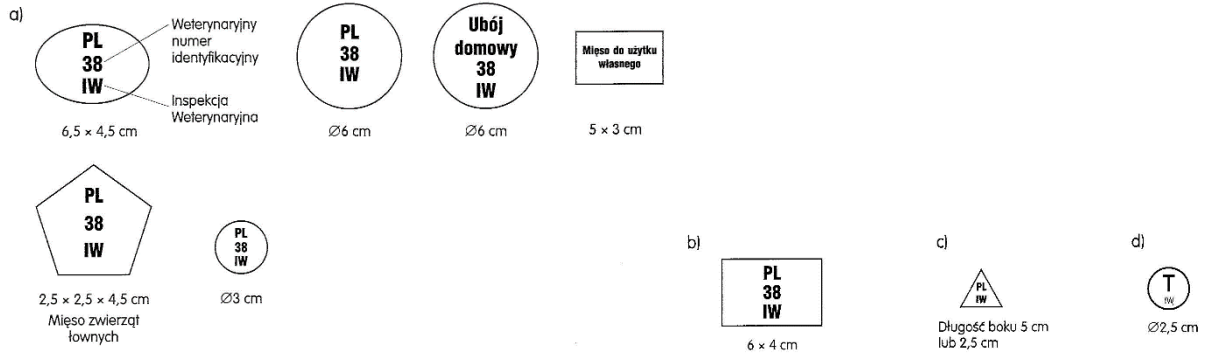 a)
PL
38
IW
Weterynaryjny
numer
identyfikacyjny
Inspekcja
Weterynaryjna
6,5 × 4,5 cm
PL
38
IW
Ø6 cm
Ubój
domowy
38
IW
Ø6 cm
Mięso do użytku
własnego
5 × 3 cm
PL
38
IW
2,5 × 2,5 × 4,5 cm
Mięso zwierząt
łownych
PL
38
IW
Ø3 cm
b)
PL
38
IW
6 × 4 cm
c)
PL
IW
Długość boku 5 cm
lub 2,5 cm
d)
T
IW
Ø2,5 cm